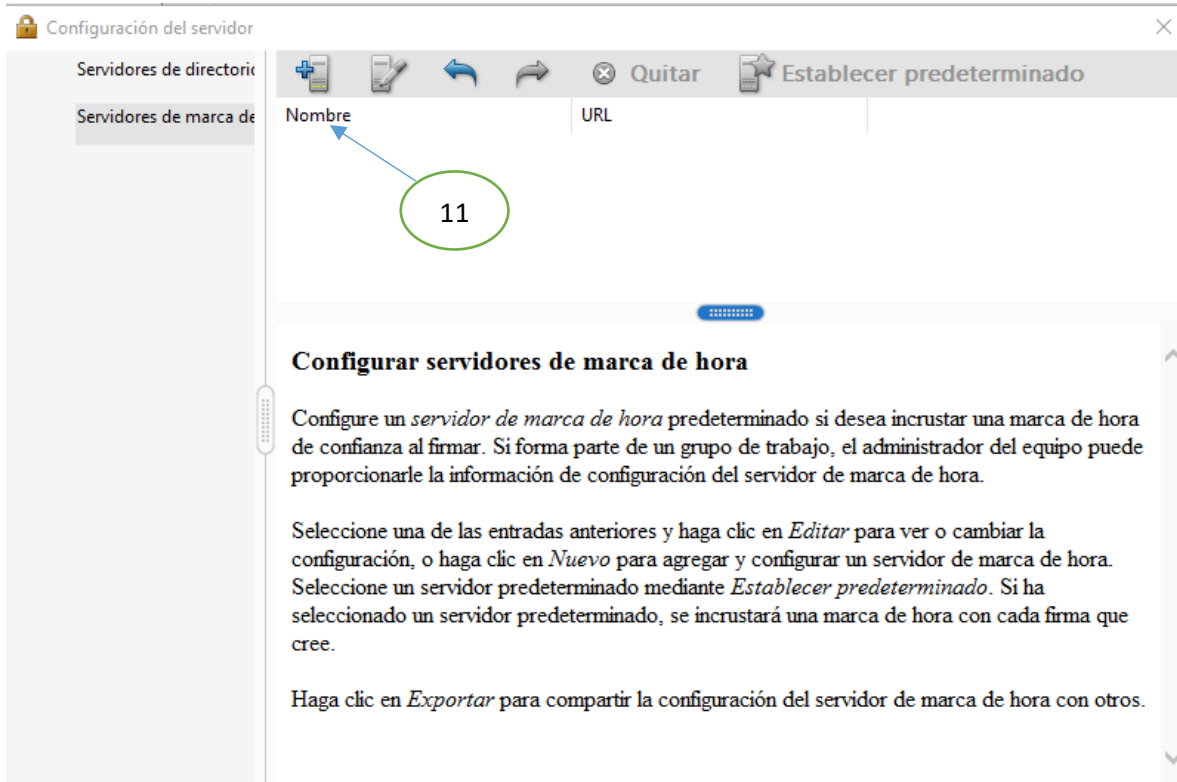 Configuración del servidor
Servidores de directorio
Quitar
Establecer predeterminado
Servidores de marca de
Nombre
URL
11
Configurar servidores de marca de hora
Configure un servidor de marca de hora predeterminado si desea incrustar una marca de hora
de confianza al firmar. Si forma parte de un grupo de trabajo, el administrador del equipo puede
proporcionarle la información de configuración del servidor de marca de hora.
Seleccione una de las entradas anteriores y haga clic en Editar para ver o cambiar la
configuración, o haga clic en Nuevo para agregar y configurar un servidor de marca de hora.
Seleccione un servidor predeterminado mediante Establecer predeterminado. Si ha
seleccionado un servidor predeterminado, se incrustará una marca de hora con cada firma que
cree.
Haga clic en Exportar para compartir la configuración del servidor de marca de hora con otros.